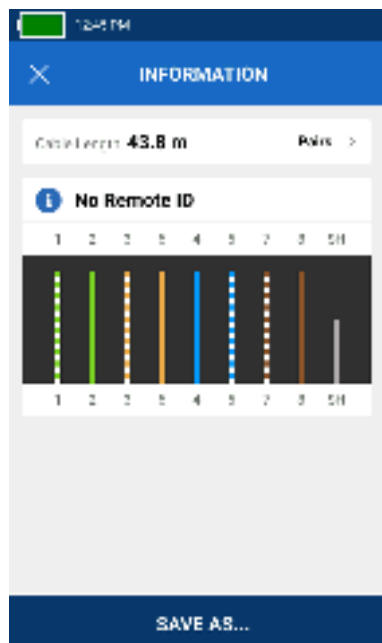 PM
INFORMATION
Cable Length 43.8 m Pairs >
No Remote ID
1 2 3 6 4 5 7 8 SH
1 2 3 6 4 5 7 8 SH
SAVE AS...